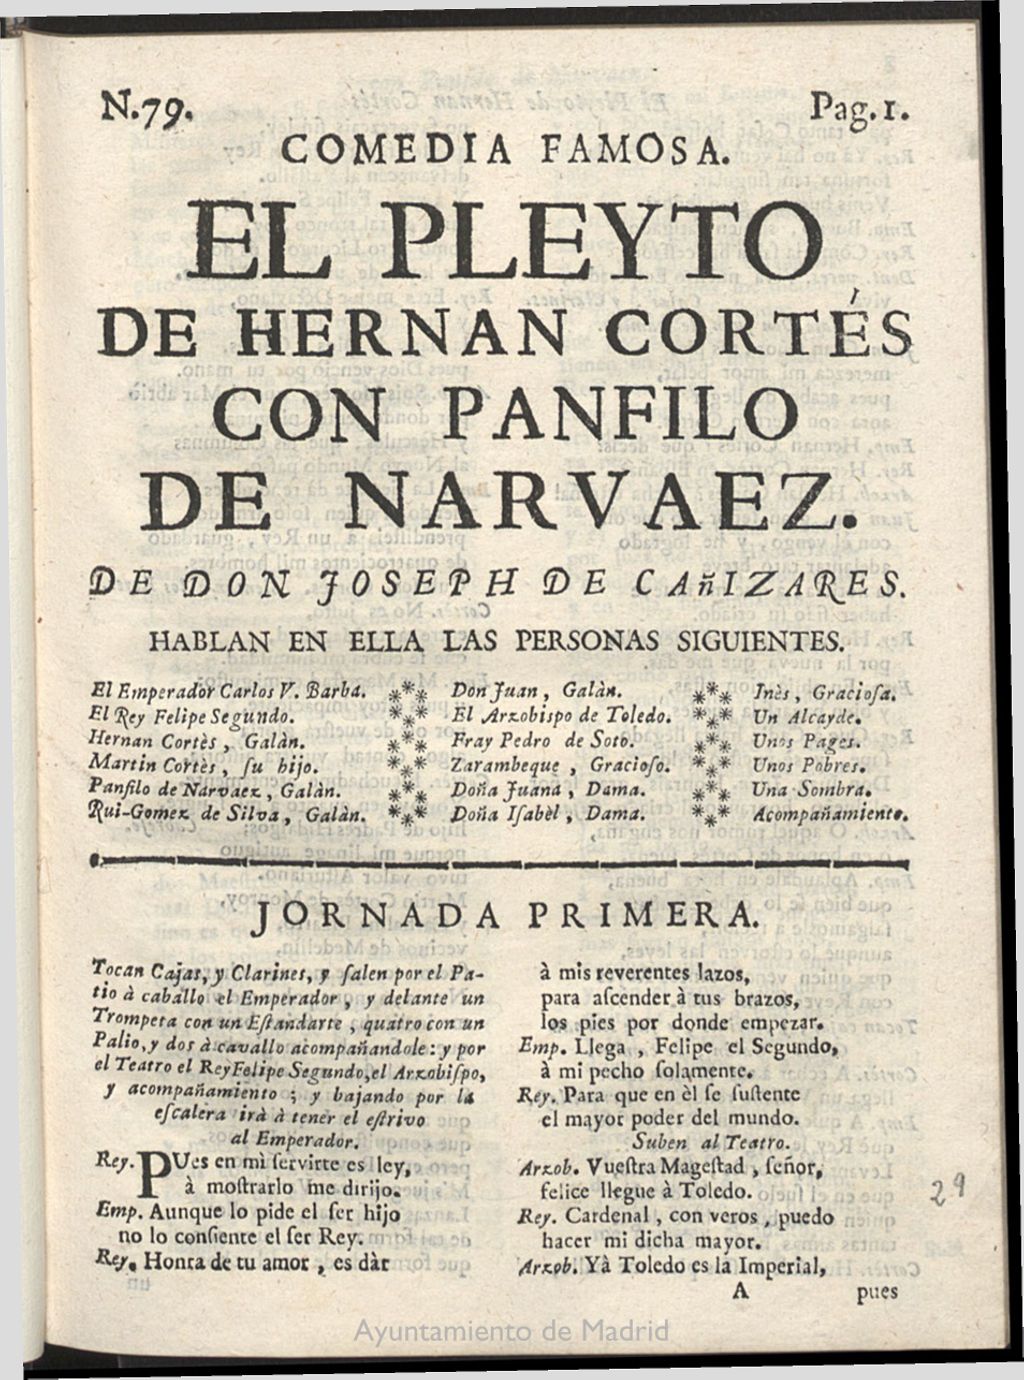 N.79.
Pag.1.
COMEDIA FAMOSA.
EL PLEYTO
DE HERNAN CORTÉS
CON PANFILO
DE NARVAEZ.
DE DON JOSEPH DE CAñIZARES.
HABLAN EN ELLA LAS PERSONAS SIGUIENTES.
El Emperador Carlos V. Barba.
El Rey Felipe Segundo.
Hernan Cortès, Galàn.
Martin Cortès, ſu hijo.
Panfilo de Narvaez, Galàn.
Rui-Gomez de Silva, Galàn.
Don Juan, Galàn.
El Arzobispo de Toledo.
Fray Pedro de Soto.
Zarambeque, Gracioſo.
Doña Juana, Dama.
Doña Iſabèl, Dama.
Inès, Gracioſa.
Un Alcayde.
Unos Pages.
Unos Pobres.
Una Sombra.
Acompañamiento.
JORNADA PRIMERA.
Tocan Cajas, y Clarines, y ſalen por el Pa-
tio à caballo el Emperador, y delante un
Trompeta con un Eſtandarte, quatro con un
Palio, y dos à cavallo acompañandole: y por
el Teatro el Rey Felipe Segundo, el Arzobiſpo,
y acompañamiento; y bajando por la
eſcalera irà à tener el eſtrivo
al Emperador.
Rey. PUes en mì ſervirte es ley,
à moſtrarlo me dirijo.
Emp. Aunque lo pide el ſer hijo
no lo conſiente el ſer Rey.
Rey. Honra de tu amor, es dàr
à mis reverentes lazos,
para aſcender à tus brazos,
los pies por donde empezar.
Emp. Llega, Felipe el Segundo,
à mi pecho ſolamente.
Rey. Para que en èl ſe ſuſtente
el mayor poder del mundo.
Suben al Teatro.
Arzob. Vueſtra Mageſtad, ſeñor,
felice llegue à Toledo.
Rey. Cardenal, con veros, puedo
hacer mi dicha mayor.
Arzob. Yà Toledo es la Imperial,
A
pues
29
Ayuntamiento de Madrid